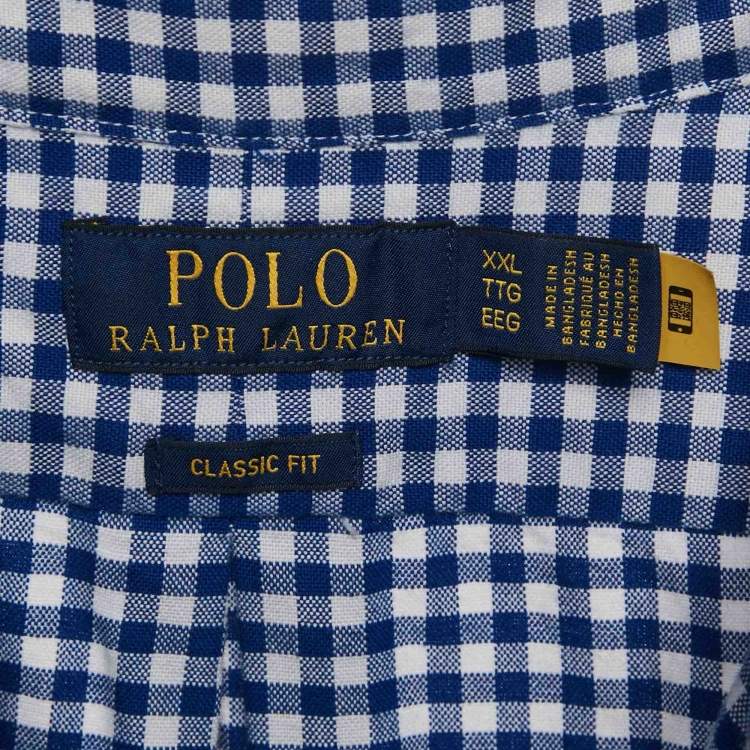 POLO
RALPH LAUREN
XXL
TTG
EEG
MADE IN
BANGLADESH
FABRIQUÉ AU
BANGLADESH
HECHO EN
BANGLADESH
CLASSIC FIT